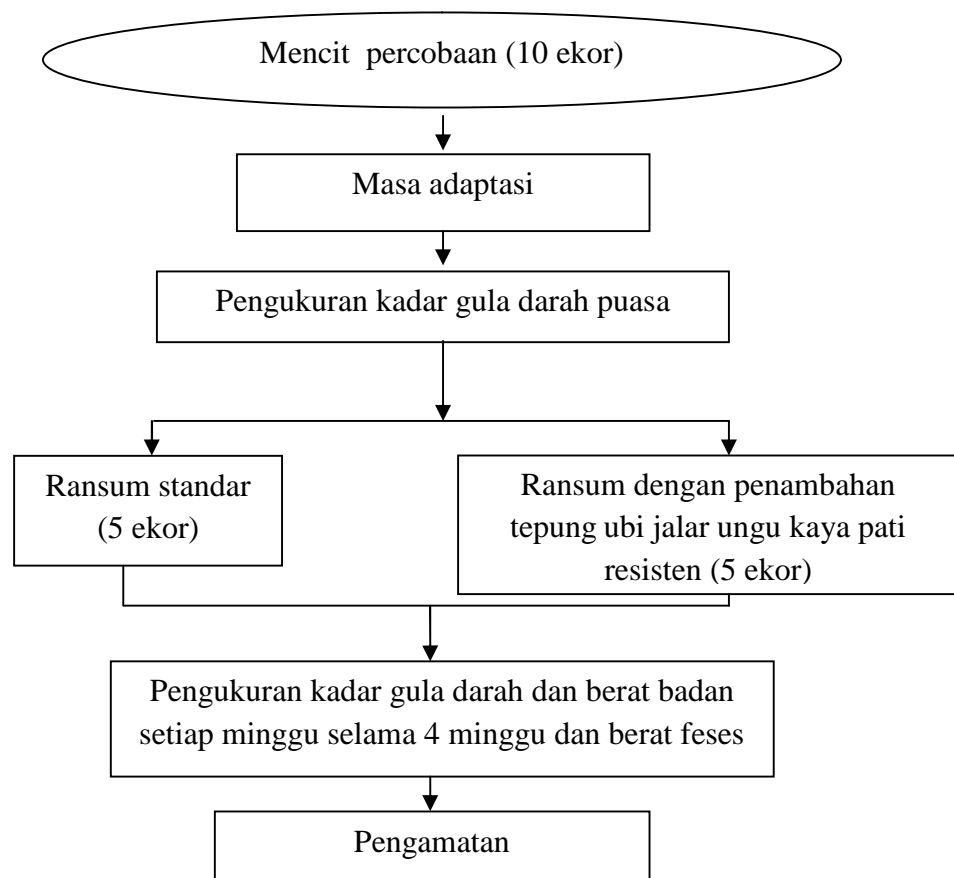 Mencit percobaan (10 ekor)
Masa adaptasi
Pengukuran kadar gula darah puasa
Ransum standar
(5 ekor)
Ransum dengan penambahan
tepung ubi jalar ungu kaya pati
resisten (5 ekor)
Pengukuran kadar gula darah dan berat badan
setiap minggu selama 4 minggu dan berat feses
Pengamatan